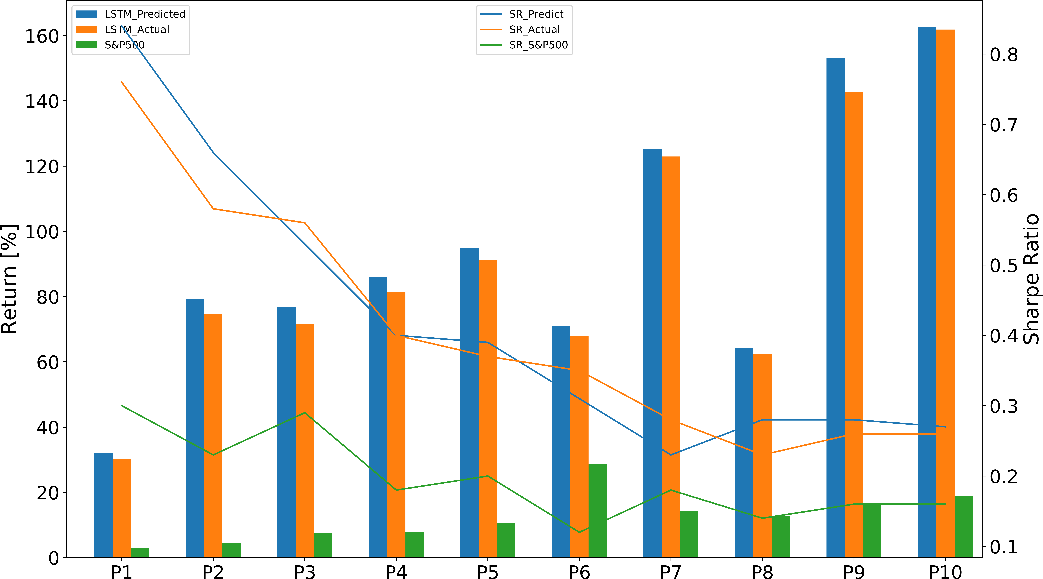 LSTM_Predicted
LSTM_Actual
S&P500
SR_Predict
SR_Actual
SR_S&P500
Return [%]
160
140
120
100
80
60
40
20
0
0.8
0.7
0.6
0.5
0.4
0.3
0.2
0.1
Sharpe Ratio
P1 P2 P3 P4 P5 P6 P7 P8 P9 P10